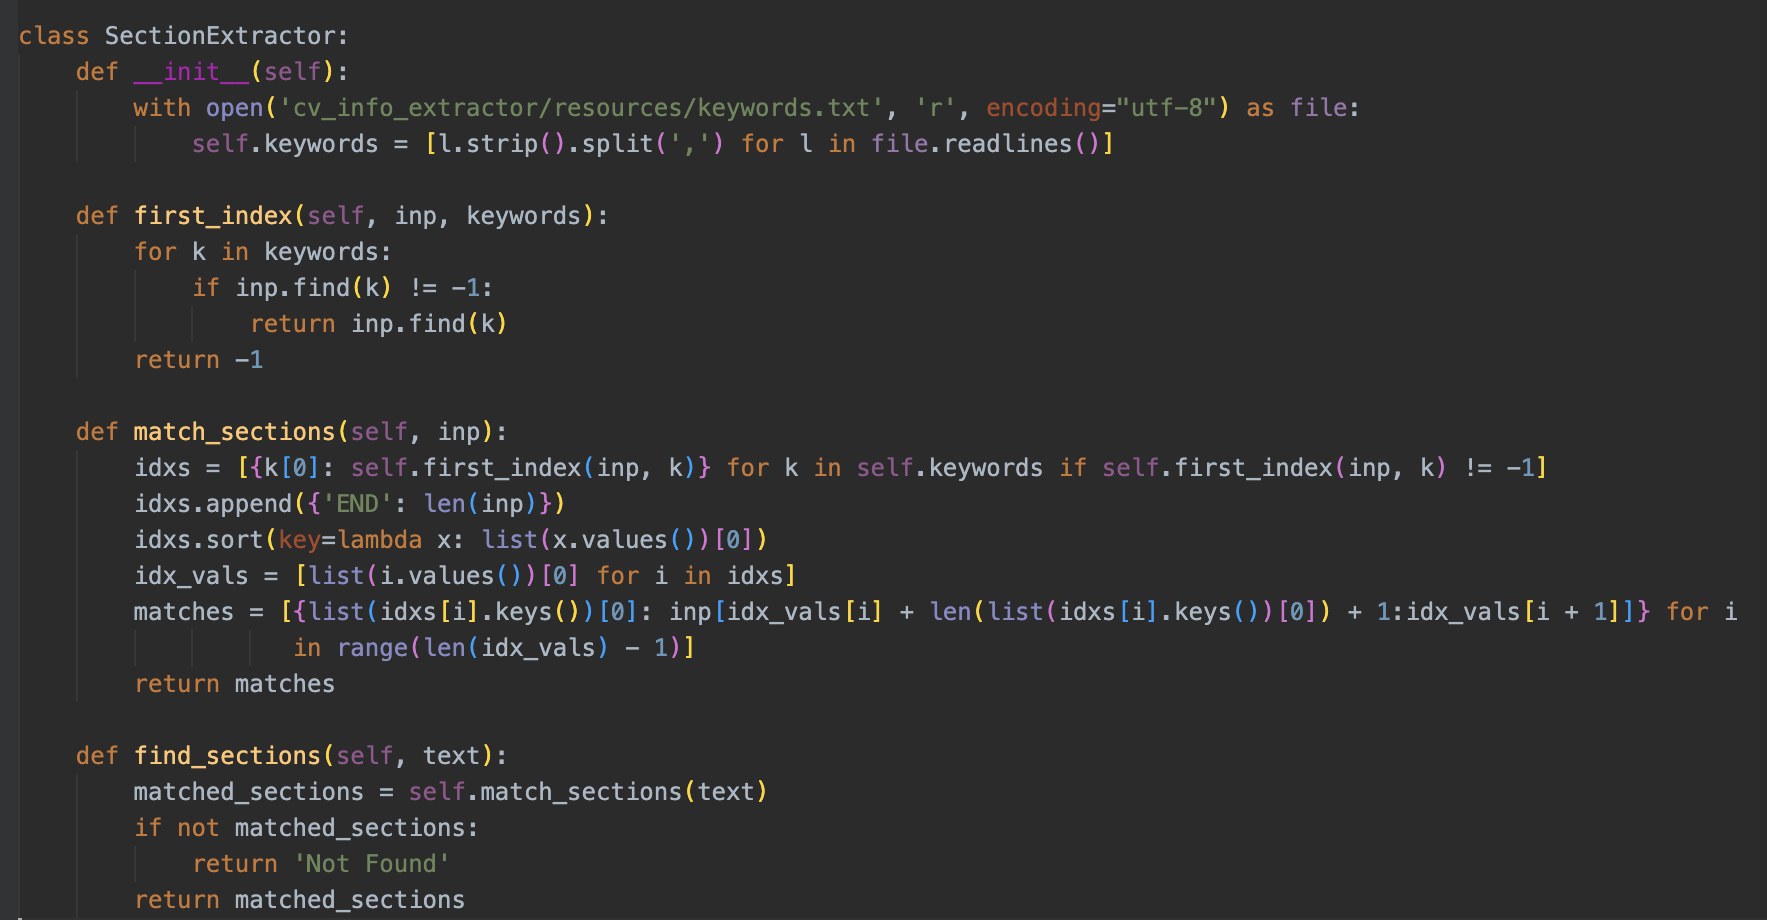 class SectionExtractor:
    def __init__(self):
        with open('cv_info_extractor/resources/keywords.txt', 'r', encoding="utf-8") as file:
            self.keywords = [l.strip().split(',') for l in file.readlines()]

    def first_index(self, inp, keywords):
        for k in keywords:
            if inp.find(k) != -1:
                return inp.find(k)
        return -1

    def match_sections(self, inp):
        idxs = [{k[0]: self.first_index(inp, k)} for k in self.keywords if self.first_index(inp, k) != -1]
        idxs.append({'END': len(inp)})
        idxs.sort(key=lambda x: list(x.values())[0])
        idx_vals = [list(i.values())[0] for i in idxs]
        matches = [{list(idxs[i].keys())[0]: inp[idx_vals[i] + len(list(idxs[i].keys())[0]) + 1:idx_vals[i + 1]]} for i
                   in range(len(idx_vals) - 1)]
        return matches

    def find_sections(self, text):
        matched_sections = self.match_sections(text)
        if not matched_sections:
            return 'Not Found'
        return matched_sections